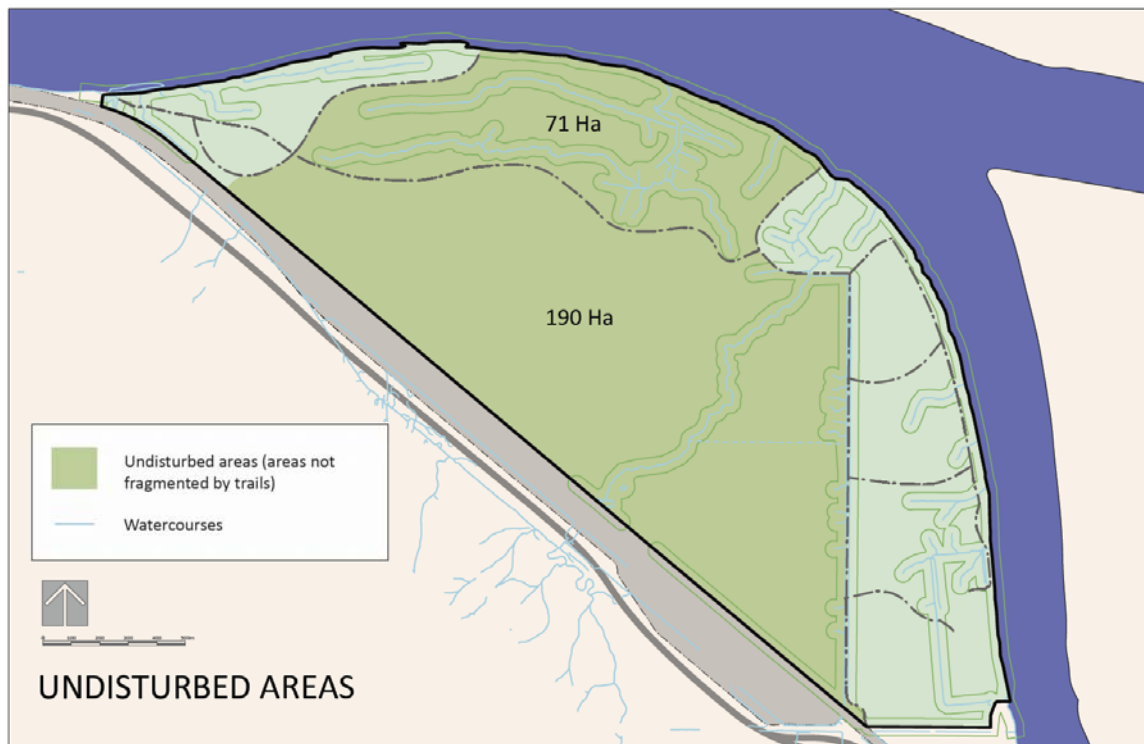 71 Ha
190 Ha
Undisturbed areas (areas not
fragmented by trails)
Watercourses
UNDISTURBED AREAS